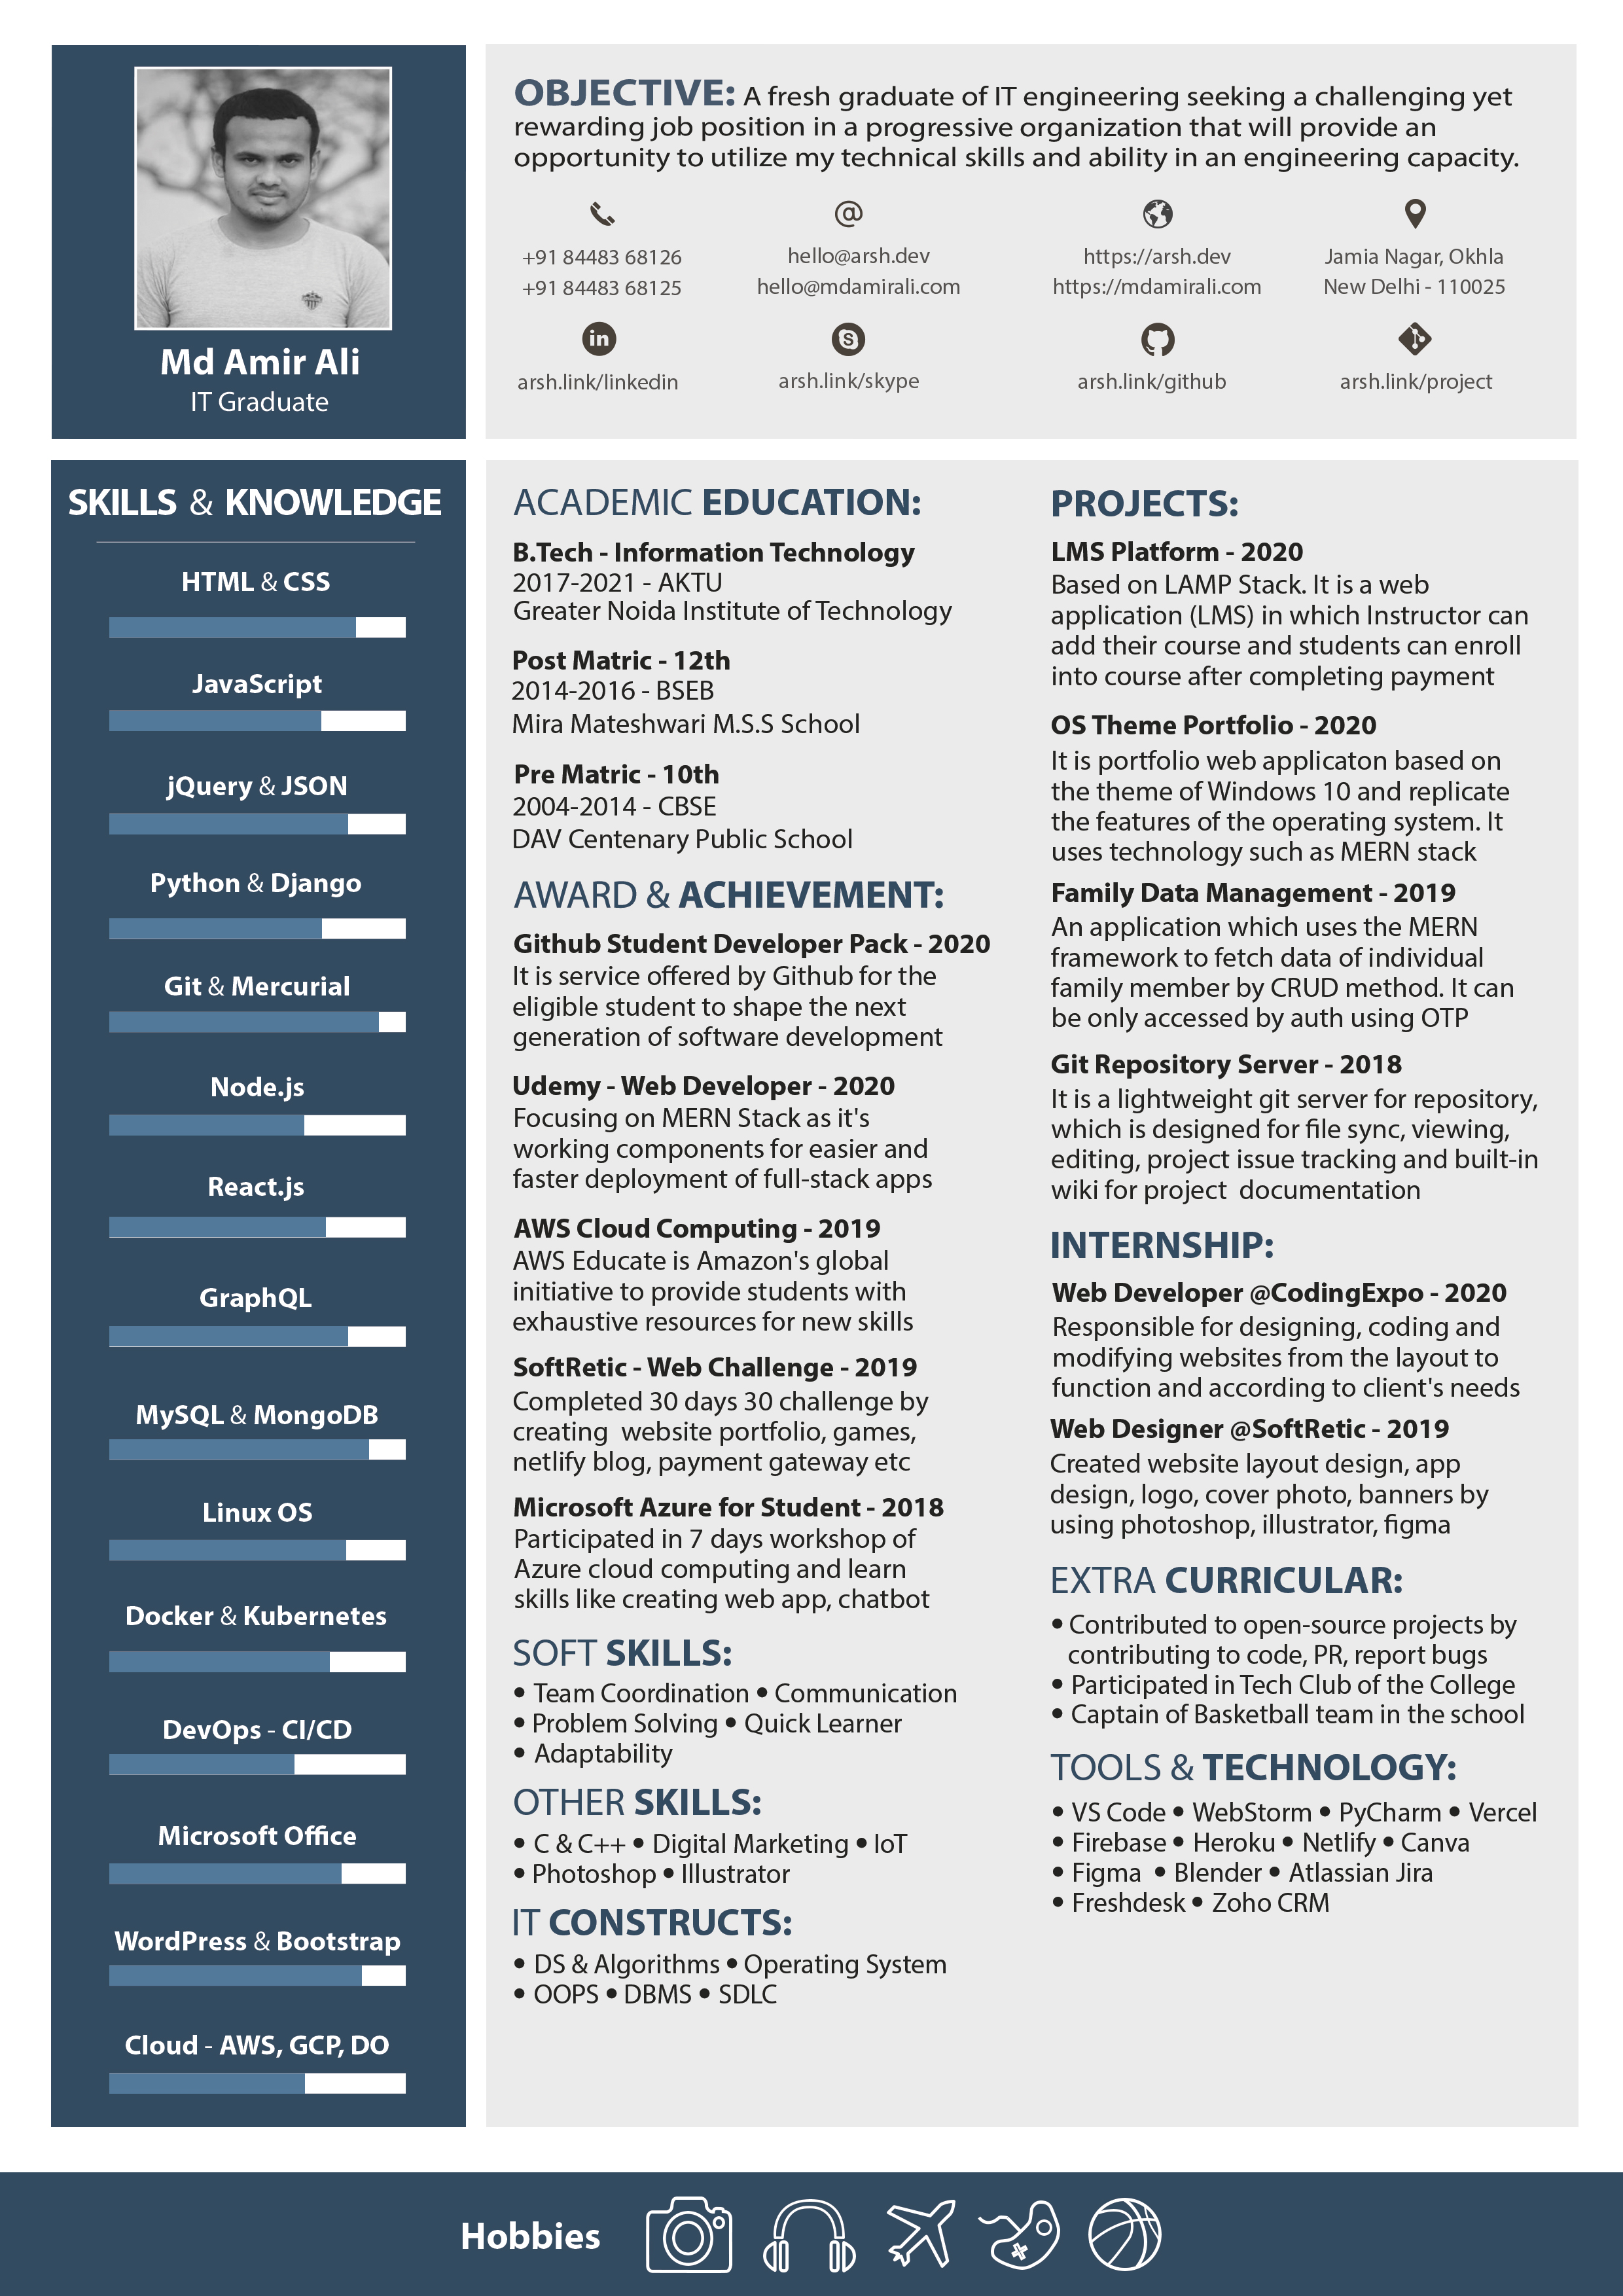 Md Amir Ali
IT Graduate
OBJECTIVE: A fresh graduate of IT engineering seeking a challenging yet
rewarding job position in a progressive organization that will provide an
opportunity to utilize my technical skills and ability in an engineering capacity.
+91 84483 68126
+91 84483 68125
hello@arsh.dev
hello@mdamirali.com
https://arsh.dev
https://mdamirali.com
Jamia Nagar, Okhla
New Delhi - 110025
in
arsh.link/linkedin
arsh.link/skype
arsh.link/github
arsh.link/project
SKILLS & KNOWLEDGE
HTML & CSS
JavaScript
jQuery & JSON
Python & Django
Git & Mercurial
Node.js
React.js
GraphQL
MySQL & MongoDB
Linux OS
Docker & Kubernetes
DevOps - CI/CD
Microsoft Office
WordPress & Bootstrap
Cloud - AWS, GCP, DO
ACADEMIC EDUCATION:
B.Tech - Information Technology
2017-2021 - AKTU
Greater Noida Institute of Technology
Post Matric - 12th
2014-2016 - BSEB
Mira Mateshwari M.S.S School
Pre Matric - 10th
2004-2014 - CBSE
DAV Centenary Public School
AWARD & ACHIEVEMENT:
Github Student Developer Pack - 2020
It is service offered by Github for the
eligible student to shape the next
generation of software development
Udemy - Web Developer - 2020
Focusing on MERN Stack as it's
working components for easier and
faster deployment of full-stack apps
AWS Cloud Computing - 2019
AWS Educate is Amazon's global
initiative to provide students with
exhaustive resources for new skills
SoftRetic - Web Challenge - 2019
Completed 30 days 30 challenge by
creating website portfolio, games,
netlify blog, payment gateway etc
Microsoft Azure for Student - 2018
Participated in 7 days workshop of
Azure cloud computing and learn
skills like creating web app, chatbot
SOFT SKILLS:
• Team Coordination • Communication
• Problem Solving • Quick Learner
• Adaptability
OTHER SKILLS:
• C & C++ • Digital Marketing • IoT
• Photoshop • Illustrator
IT CONSTRUCTS:
• DS & Algorithms • Operating System
• OOPS • DBMS • SDLC
PROJECTS:
LMS Platform - 2020
Based on LAMP Stack. It is a web
application (LMS) in which Instructor can
add their course and students can enroll
into course after completing payment
OS Theme Portfolio - 2020
It is portfolio web applicaton based on
the theme of Windows 10 and replicate
the features of the operating system. It
uses technology such as MERN stack
Family Data Management - 2019
An application which uses the MERN
framework to fetch data of individual
family member by CRUD method. It can
be only accessed by auth using OTP
Git Repository Server - 2018
It is a lightweight git server for repository,
which is designed for file sync, viewing,
editing, project issue tracking and built-in
wiki for project documentation
INTERNSHIP:
Web Developer @CodingExpo - 2020
Responsible for designing, coding and
modifying websites from the layout to
function and according to client's needs
Web Designer @SoftRetic - 2019
Created website layout design, app
design, logo, cover photo, banners by
using photoshop, illustrator, figma
EXTRA CURRICULAR:
• Contributed to open-source projects by
contributing to code, PR, report bugs
• Participated in Tech Club of the College
• Captain of Basketball team in the school
TOOLS & TECHNOLOGY:
• VS Code • WebStorm • PyCharm • Vercel
• Firebase • Heroku • Netlify • Canva
• Figma • Blender • Atlassian Jira
• Freshdesk • Zoho CRM
Hobbies